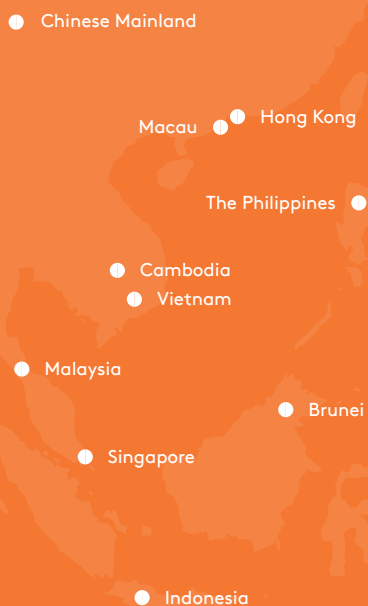 Chinese Mainland
Hong Kong
Macau
The Philippines
Cambodia
Vietnam
Malaysia
Brunei
Singapore
Indonesia